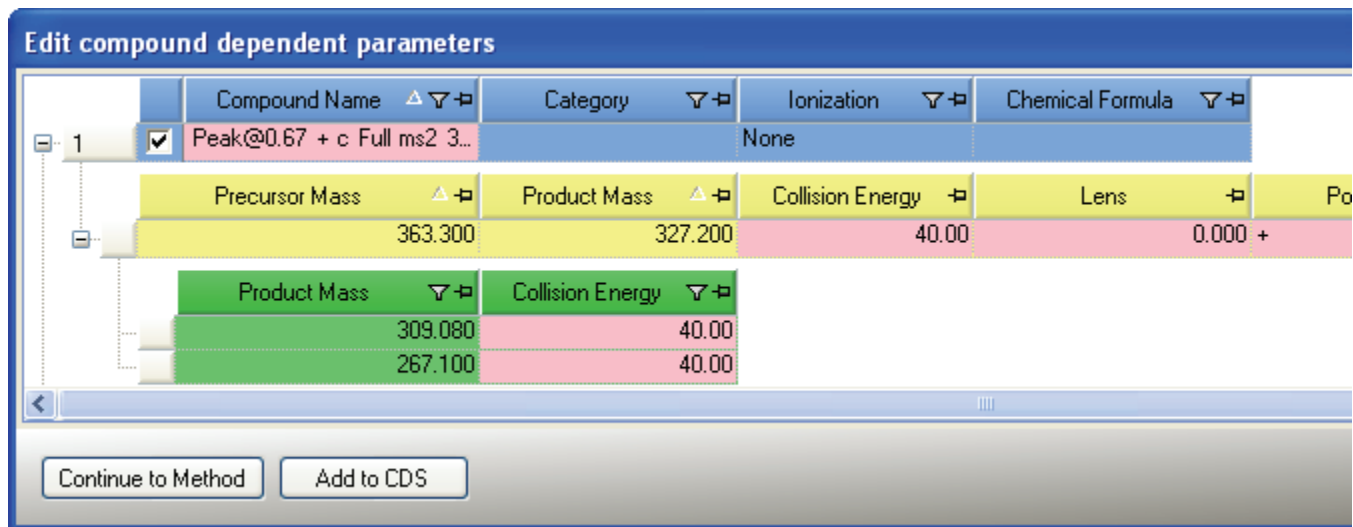 Edit compound dependent parameters
Compound Name Category Ionization Chemical Formula
1 Peak@0.67 + c Full ms2 3... None
Precursor Mass Product Mass Collision Energy Lens Po
363.300 327.200 40.00 0.000 +
Product Mass Collision Energy
309.080 40.00
267.100 40.00
Continue to Method Add to CDS